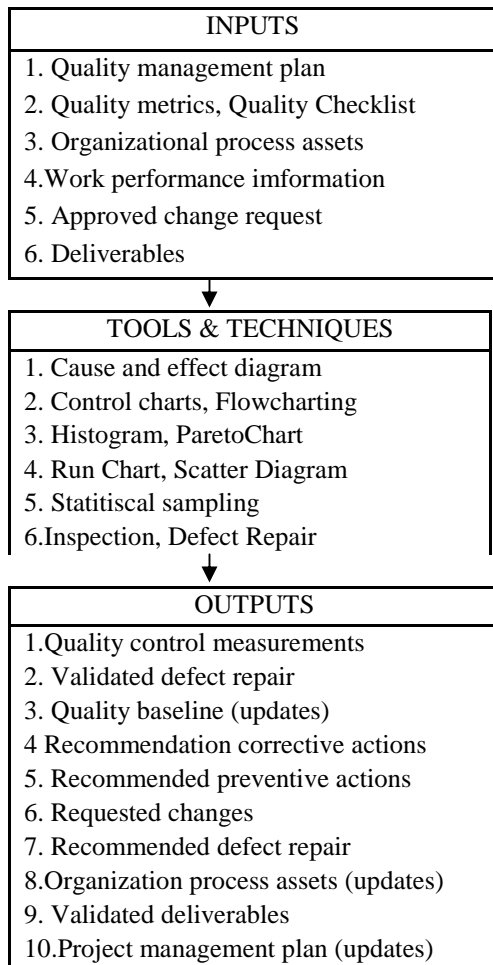 INPUTS
1. Quality management plan
2. Quality metrics, Quality Checklist
3. Organizational process assets
4.Work performance imformation
5. Approved change request
6. Deliverables
TOOLS & TECHNIQUES
1. Cause and effect diagram
2. Control charts, Flowcharting
3. Histogram, ParetoChart
4. Run Chart, Scatter Diagram
5. Statitiscal sampling
6.Inspection, Defect Repair
OUTPUTS
1.Quality control measurements
2. Validated defect repair
3. Quality baseline (updates)
4 Recommendation corrective actions
5. Recommended preventive actions
6. Requested changes
7. Recommended defect repair
8.Organization process assets (updates)
9. Validated deliverables
10.Project management plan (updates)